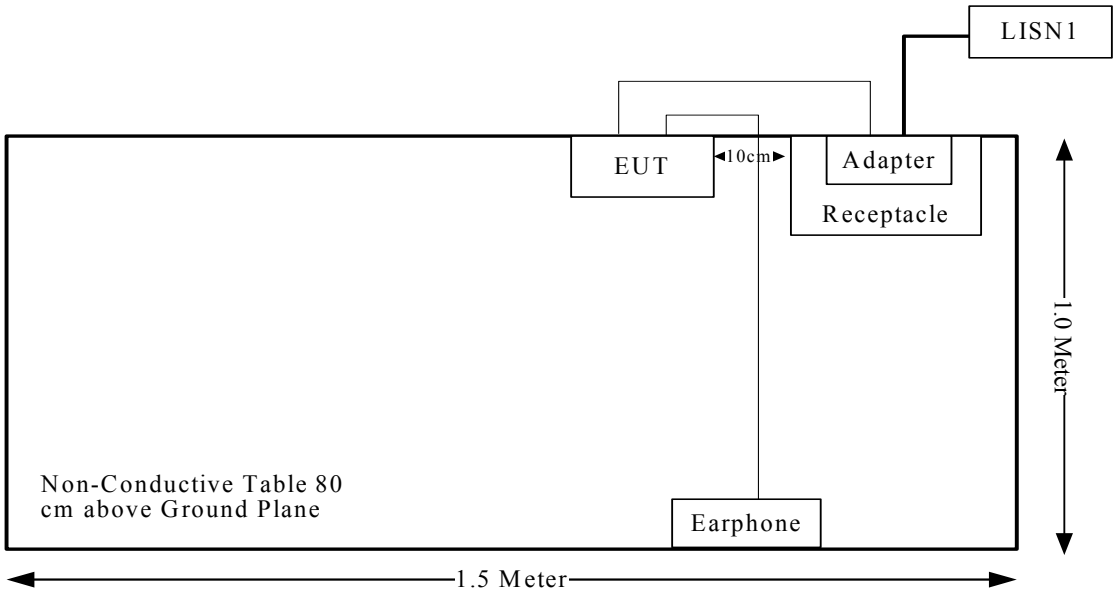 LISN1
EUT
10cm
Adapter
Receptacle
1.0 Meter
Non-Conductive Table 80
cm above Ground Plane
Earphone
1.5 Meter